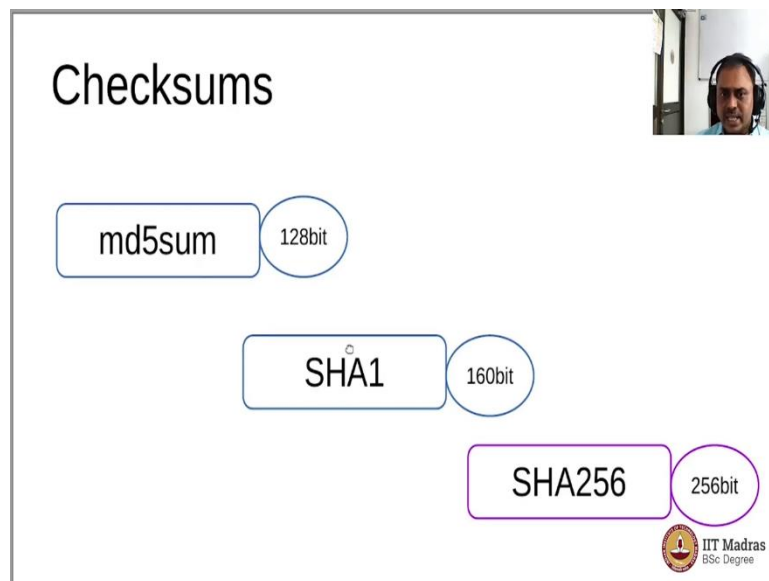 Checksums
md5sum
128bit
SHA1
160bit
SHA256
256bit
IIT Madras
BSc Degree